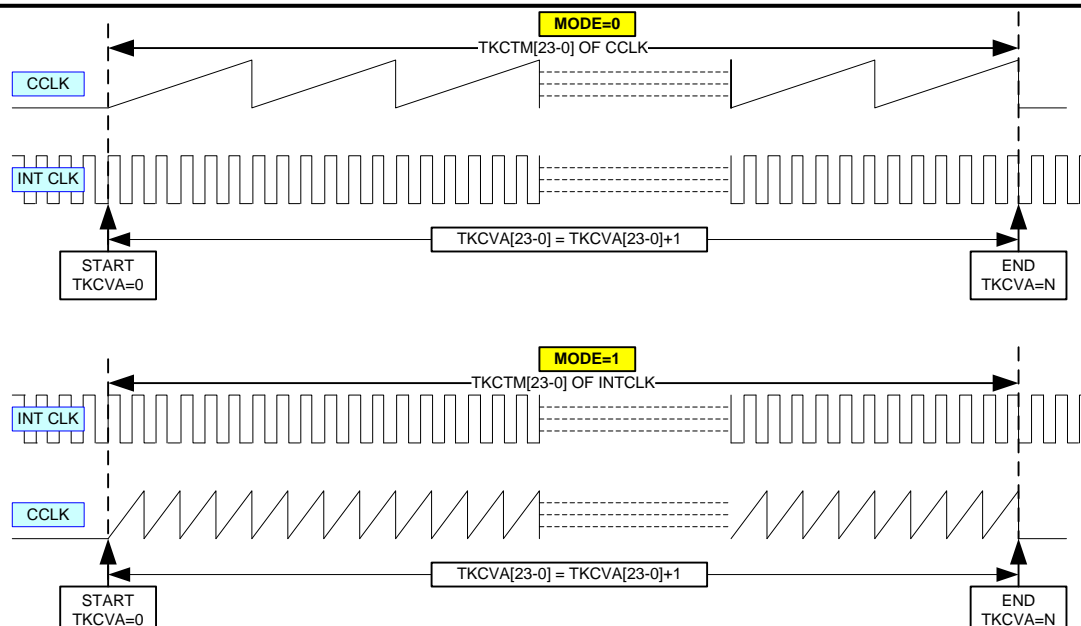 MODE=0
TKCTM[23-0] OF CCLK
CCLK
INT CLK
TKCVA[23-0] = TKCVA[23-0]+1
START
TKCVA=0
END
TKCVA=N
MODE=1
TKCTM[23-0] OF INTCLK
INT CLK
CCLK
TKCVA[23-0] = TKCVA[23-0]+1
START
TKCVA=0
END
TKCVA=N